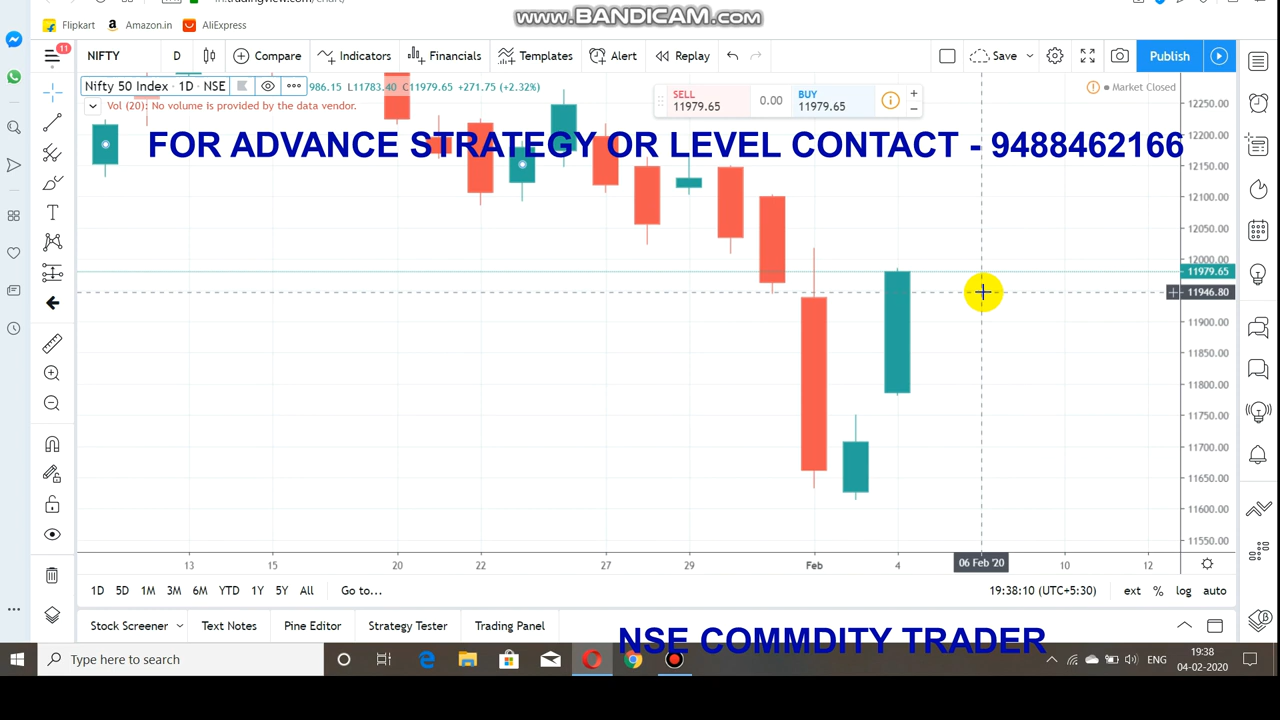 www.BANDICAM.com
Flipkart Amazon.in AliExpress
11 NIFTY D Compare Indicators Financials Templates Alert Replay Save Publish
Nifty 50 Index · 1D · NSE 986.15 L11783.40 C11979.65 +271.75 (+2.32%)
Vol (20): No volume is provided by the data vendor.
SELL 11979.65 0.00 BUY 11979.65
Market Closed
FOR ADVANCE STRATEGY OR LEVEL CONTACT - 9488462166
12250.00
12200.00
12150.00
12100.00
12050.00
12000.00
11979.65
11946.80
11900.00
11850.00
11800.00
11750.00
11700.00
11650.00
11600.00
11550.00
13 15 20 22 27 29 Feb 4 06 Feb '20 10 12
1D 5D 1M 3M 6M YTD 1Y 5Y All Go to... 19:38:10 (UTC+5:30) ext % log auto
Stock Screener Text Notes Pine Editor Strategy Tester Trading Panel
NSE COMMDITY TRADER
Type here to search
ENG
19:38
04-02-2020